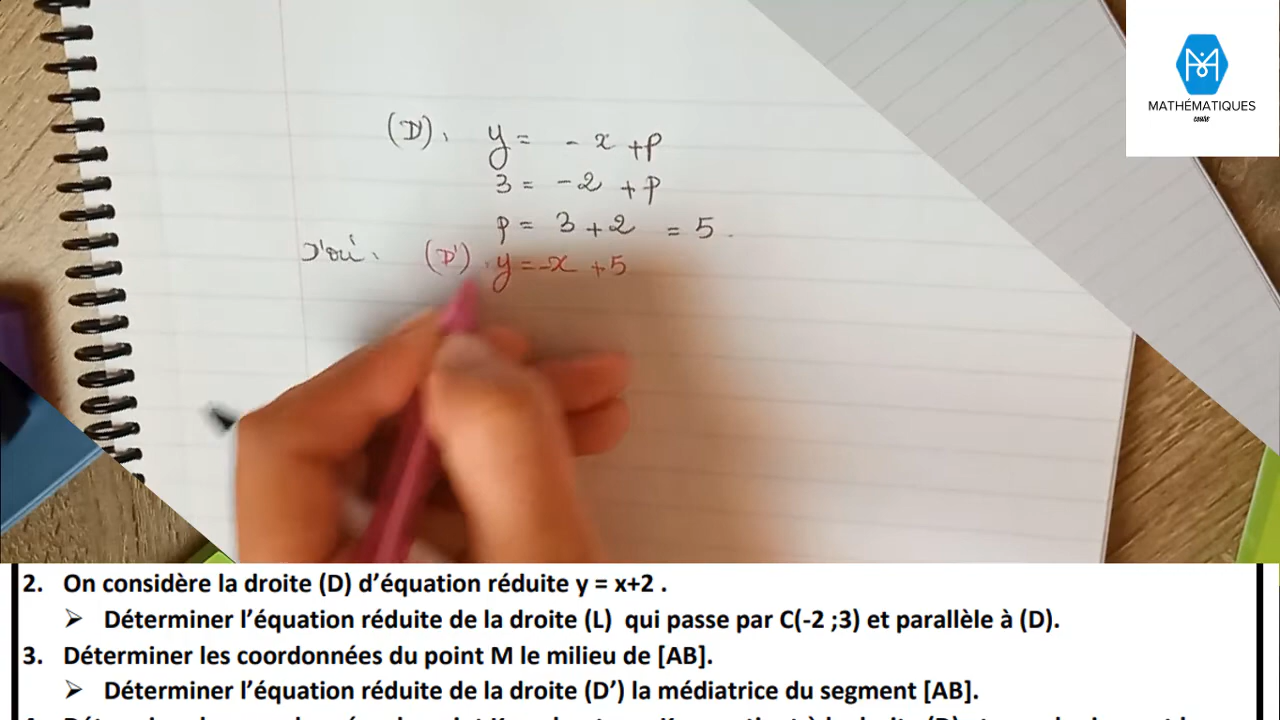 MATHÉMATIQUES
cours
(D'). y = - x + p
3 = -2 + p
p = 3 + 2 = 5.
D'où : (D') . y = -x + 5
2. On considère la droite (D) d’équation réduite y = x+2 .
➢ Déterminer l’équation réduite de la droite (L) qui passe par C(-2 ;3) et parallèle à (D).
3. Déterminer les coordonnées du point M le milieu de [AB].
➢ Déterminer l’équation réduite de la droite (D’) la médiatrice du segment [AB].